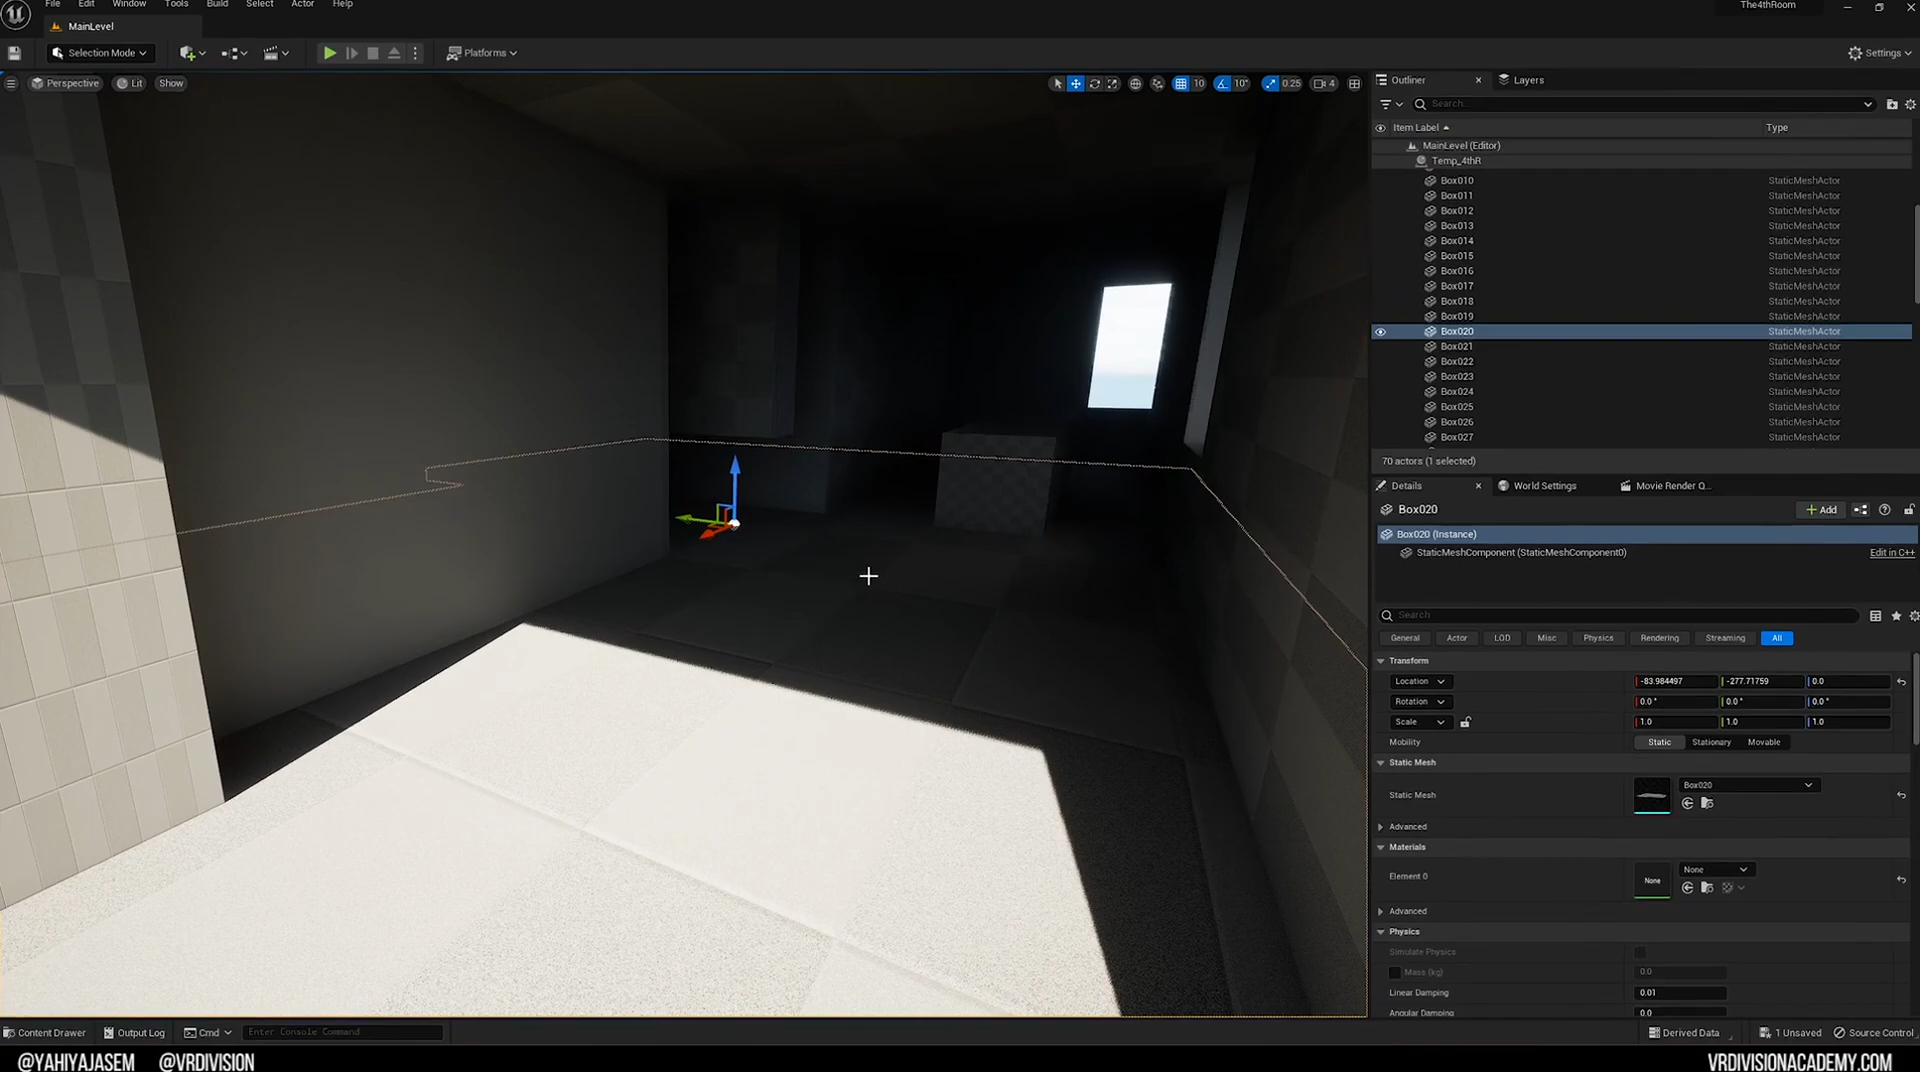 File Edit Window Tools Build Select Actor Help
The4thRoom
MainLevel
Selection Mode
Platforms
Settings
Perspective Lit Show
10 10° 0.25 4
Outliner Layers
Search...
Item Label Type
MainLevel (Editor)
Temp_4thR
Box010 StaticMeshActor
Box011 StaticMeshActor
Box012 StaticMeshActor
Box013 StaticMeshActor
Box014 StaticMeshActor
Box015 StaticMeshActor
Box016 StaticMeshActor
Box017 StaticMeshActor
Box018 StaticMeshActor
Box019 StaticMeshActor
Box020 StaticMeshActor
Box021 StaticMeshActor
Box022 StaticMeshActor
Box023 StaticMeshActor
Box024 StaticMeshActor
Box025 StaticMeshActor
Box026 StaticMeshActor
Box027 StaticMeshActor
70 actors (1 selected)
Details World Settings Movie Render Q...
Box020
Add
Box020 (Instance)
StaticMeshComponent (StaticMeshComponent0) Edit in C++
Search
General Actor LOD Misc Physics Rendering Streaming All
Transform
Location -83.984497 -277.71759 0.0
Rotation 0.0° 0.0° 0.0°
Scale 1.0 1.0 1.0
Mobility Static Stationary Movable
Static Mesh
Static Mesh Box020
Advanced
Materials
Element 0 None None
Advanced
Physics
Simulate Physics
Mass (kg) 0.0
Linear Damping 0.01
Angular Damping 0.0
Content Drawer Output Log Cmd Enter Console Command
Derived Data 1 Unsaved Source Control
@YAHIYAJASEM @VRDIVISION
VRDIVISIONACADEMY.COM